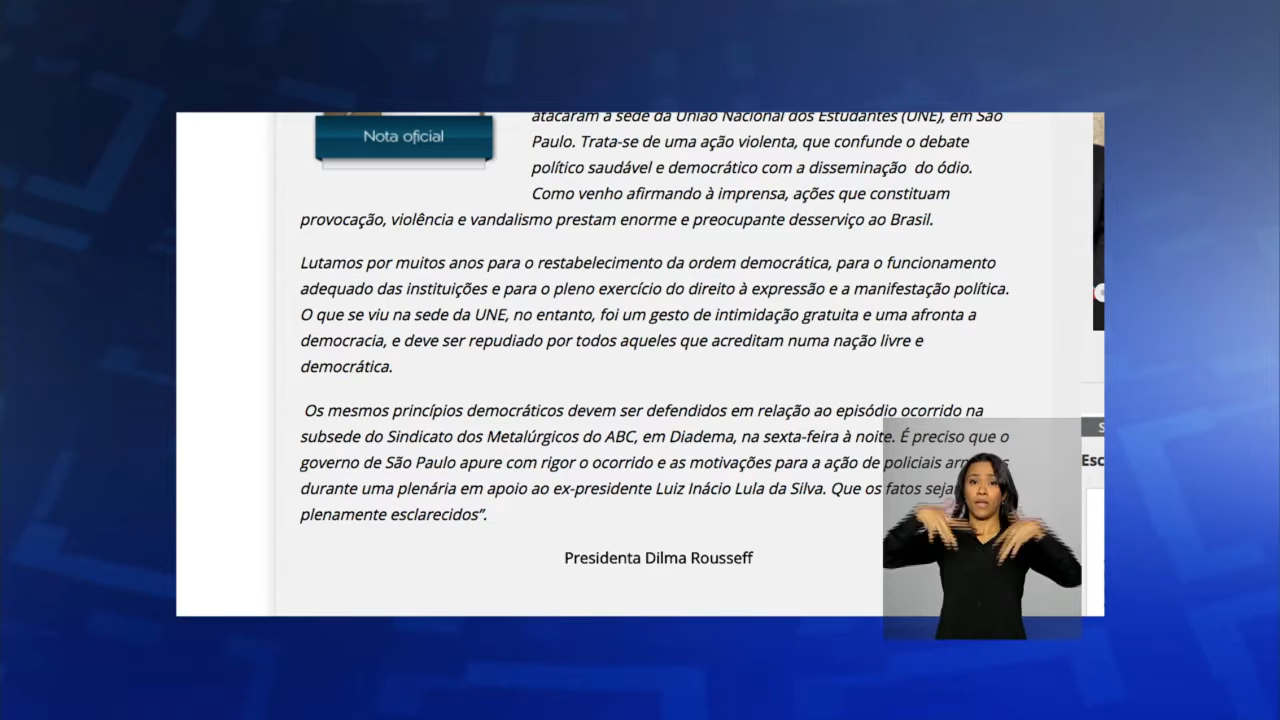 Nota oficial
atacaram a sede da União Nacional dos Estudantes (UNE), em São
Paulo. Trata-se de uma ação violenta, que confunde o debate
político saudável e democrático com a disseminação do ódio.
Como venho afirmando à imprensa, ações que constituam
provocação, violência e vandalismo prestam enorme e preocupante desserviço ao Brasil.
Lutamos por muitos anos para o restabelecimento da ordem democrática, para o funcionamento
adequado das instituições e para o pleno exercício do direito à expressão e a manifestação política.
O que se viu na sede da UNE, no entanto, foi um gesto de intimidação gratuita e uma afronta a
democracia, e deve ser repudiado por todos aqueles que acreditam numa nação livre e
democrática.
Os mesmos princípios democráticos devem ser defendidos em relação ao episódio ocorrido na
subsede do Sindicato dos Metalúrgicos do ABC, em Diadema, na sexta-feira à noite. É preciso que o
governo de São Paulo apure com rigor o ocorrido e as motivações para a ação de policiais
durante uma plenária em apoio ao ex-presidente Luiz Inácio Lula da Silva. Que os fatos
plenamente esclarecidos”.
Presidenta Dilma Rousseff